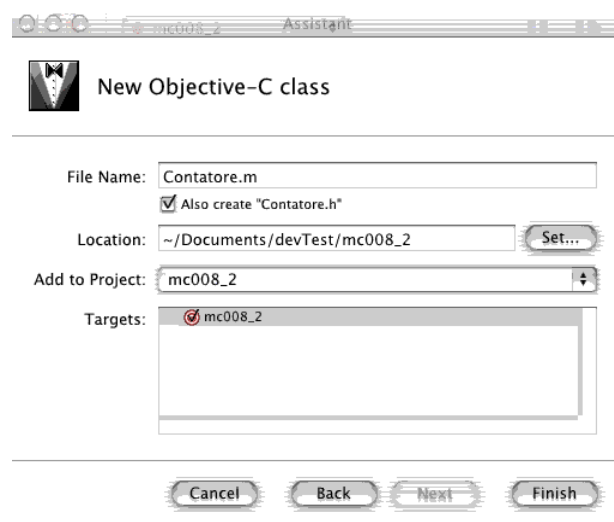 mc008_2 Assistant
New Objective-C class
File Name: Contatore.m
Also create "Contatore.h"
Location: ~/Documents/devTest/mc008_2 Set...
Add to Project: mc008_2
Targets: mc008_2
Cancel Back Next Finish